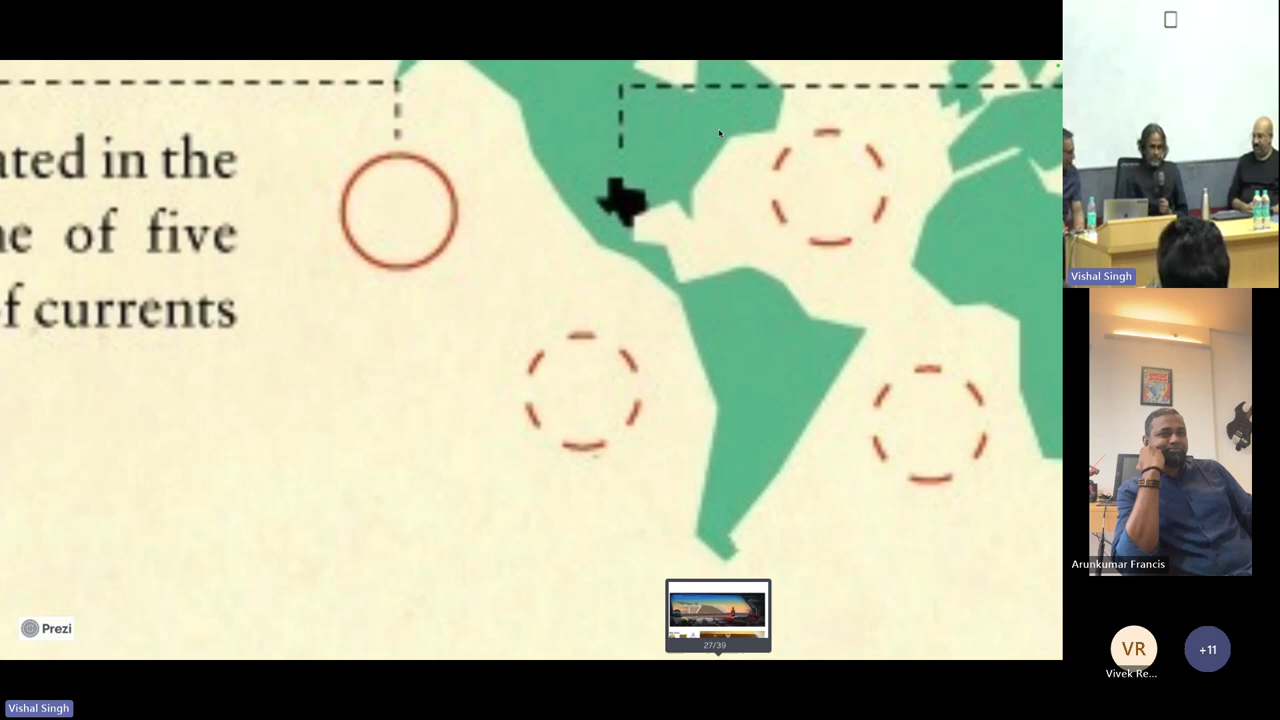 ated in the
ne of five
of currents
Prezi
27/39
Vishal Singh
Vishal Singh
Arunkumar Francis
VR
Vivek Re...
+11